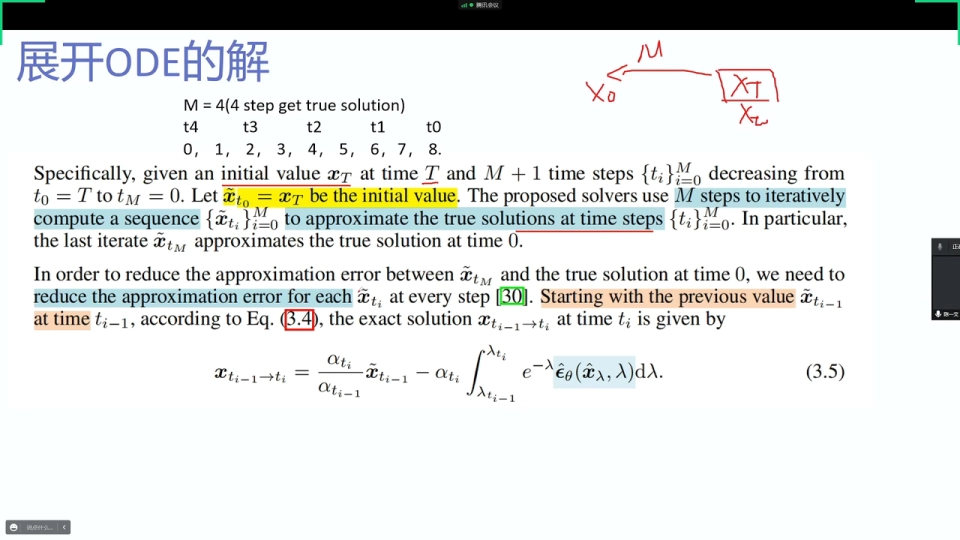 腾讯会议
展开ODE的解
M
X_T
X_0
M = 4(4 step get true solution)
t4 t3 t2 t1 t0
0, 1, 2, 3, 4, 5, 6, 7, 8.
Specifically, given an initial value x_T at time T and M + 1 time steps {t_i}_{i=0}^M decreasing from
t_0 = T to t_M = 0. Let x̃_{t_0} = x_T be the initial value. The proposed solvers use M steps to iteratively
compute a sequence {x̃_{t_i}}_{i=0}^M to approximate the true solutions at time steps {t_i}_{i=0}^M. In particular,
the last iterate x̃_{t_M} approximates the true solution at time 0.
In order to reduce the approximation error between x̃_{t_M} and the true solution at time 0, we need to
reduce the approximation error for each x̃_{t_i} at every step [30]. Starting with the previous value x̃_{t_{i-1}}
at time t_{i-1}, according to Eq. (3.4), the exact solution x_{t_{i-1}→t_i} at time t_i is given by
x_{t_{i-1}→t_i} = \frac{α_{t_i}}{α_{t_{i-1}}} x̃_{t_{i-1}} − α_{t_i} ∫_{λ_{t_{i-1}}}^{λ_{t_i}} e^{−λ} ε̂_θ(x̂_λ, λ)dλ. (3.5)